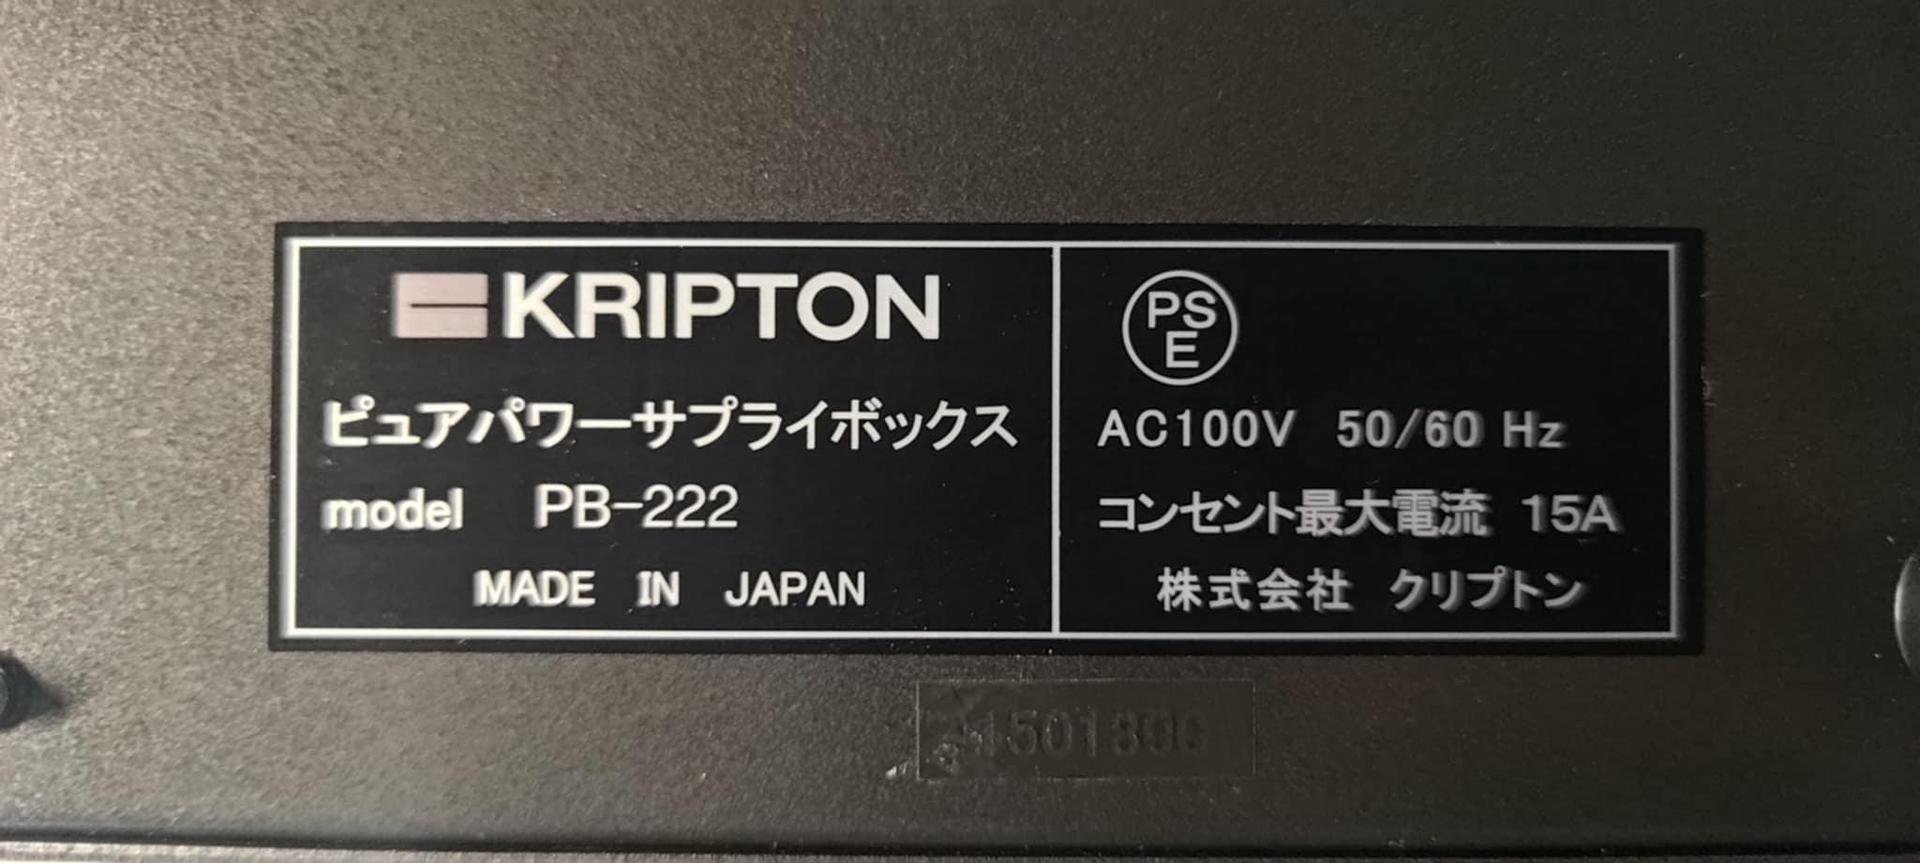 KRIPTON
ピュアパワーサプライボックス
model PB-222
MADE IN JAPAN
PSE
AC100V 50/60 Hz
コンセント最大電流 15A
株式会社 クリプトン